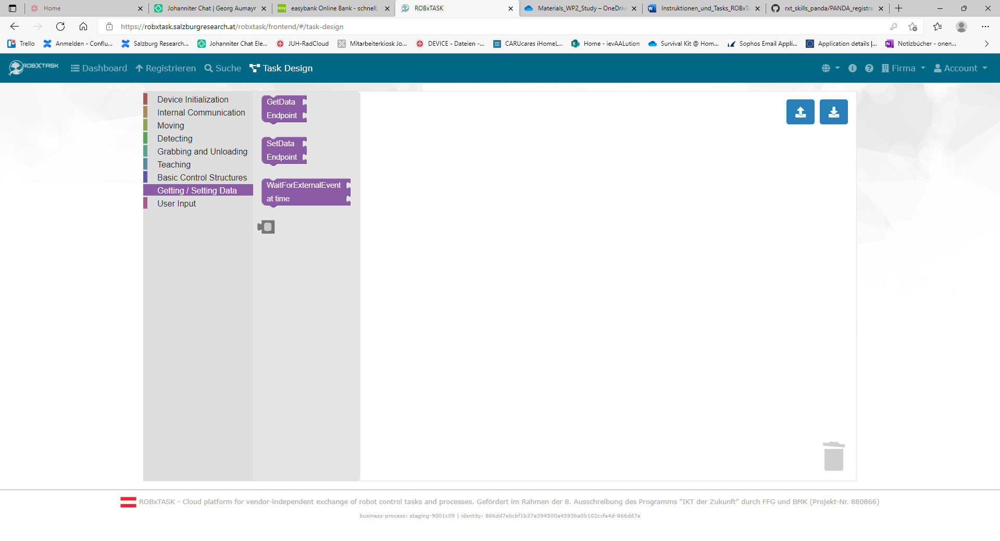 Home
Johanniter Chat | Georg Aumayr
easybank Online Bank - schnell,
ROBxTASK
Materials_WP2_Study – OneDriv
Instruktionen_und_Tasks_ROBxTA
rxt_skills_panda/PANDA_registra
https://robxtask.salzburgresearch.at/robxtask/frontend/#/task-design
Trello
Anmelden - Conflu...
Salzburg Research...
Johanniter Chat Ele...
JUH-RadCloud
Mitarbeiterkiosk Jo...
DEVICE - Dateien -...
CARUcares iHomeL...
Home - ievAALution
Survival Kit @ Hom...
Sophos Email Appli...
Application details |...
Notizbücher - onen...
ROBXTASK
Dashboard
Registrieren
Suche
Task Design
Firma
Account
Device Initialization
Internal Communication
Moving
Detecting
Grabbing and Unloading
Teaching
Basic Control Structures
Getting / Setting Data
User Input
GetData
Endpoint
SetData
Endpoint
WaitForExternalEvent
at time
ROBxTASK - Cloud platform for vendor-independent exchange of robot control tasks and processes. Gefördert im Rahmen der 8. Ausschreibung des Programms "IKT der Zukunft" durch FFG und BMK (Projekt-Nr. 880866)
business-process: staging-9001c09 | identity: 866dd7ebcbf1b37e394500a4593ba0b102ccfe4d-866dd7e